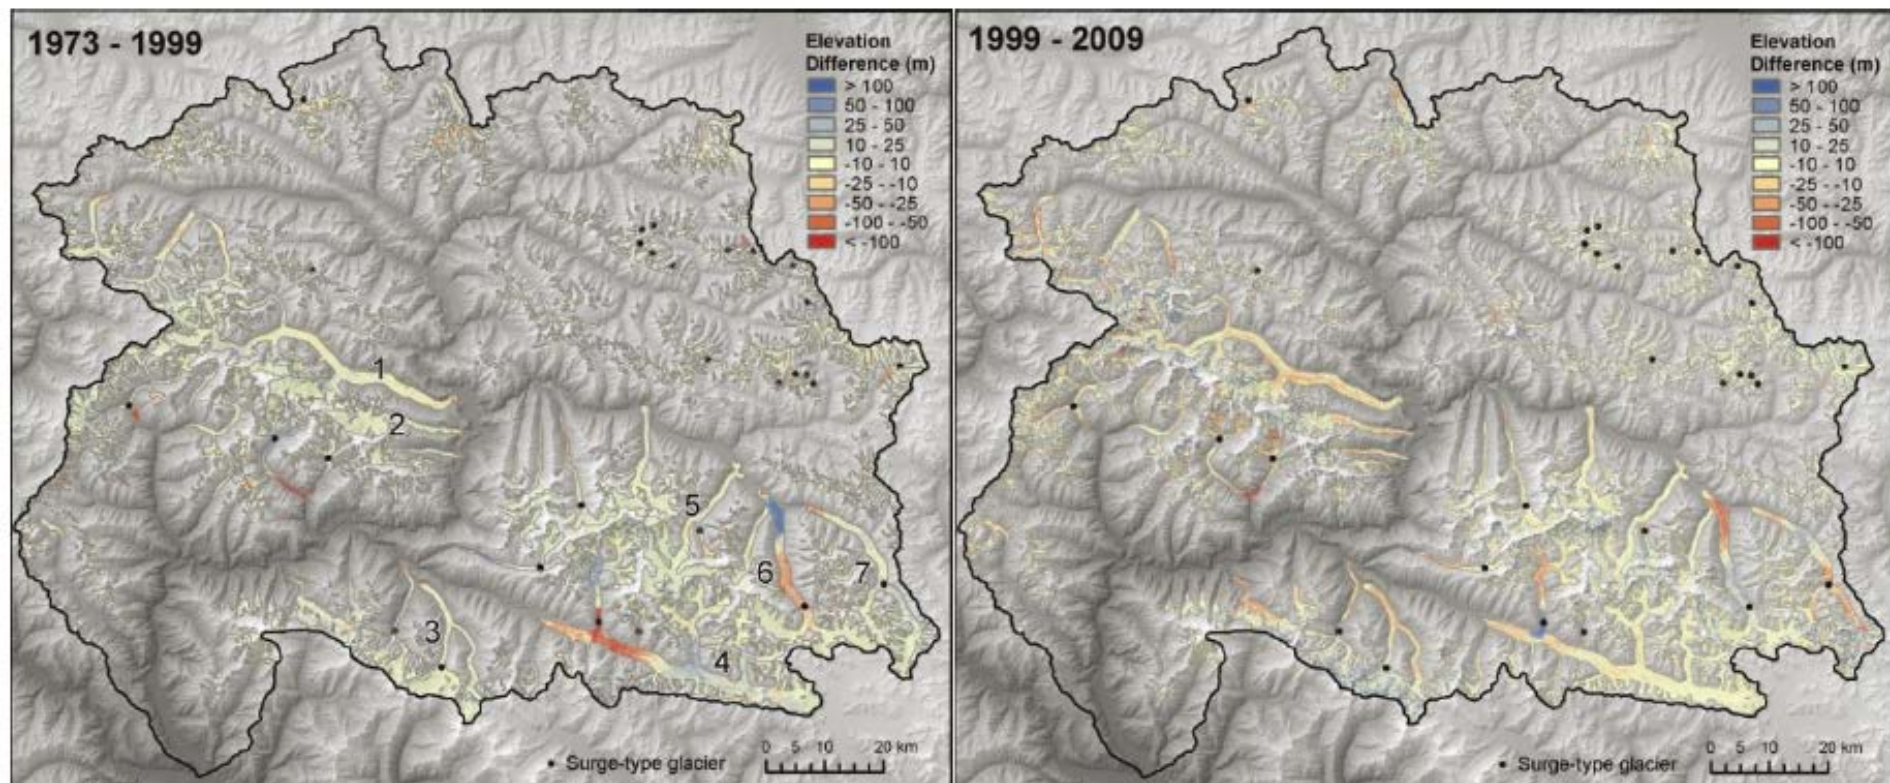 1973 - 1999
Elevation
Difference (m)
> 100
50 - 100
25 - 50
10 - 25
-10 - 10
-25 - -10
-50 - -25
-100 - -50
< -100
1
2
3
4
5
6
7
Surge-type glacier
0 5 10 20 km
1999 - 2009
Elevation
Difference (m)
> 100
50 - 100
25 - 50
10 - 25
-10 - 10
-25 - -10
-50 - -25
-100 - -50
< -100
Surge-type glacier
0 5 10 20 km